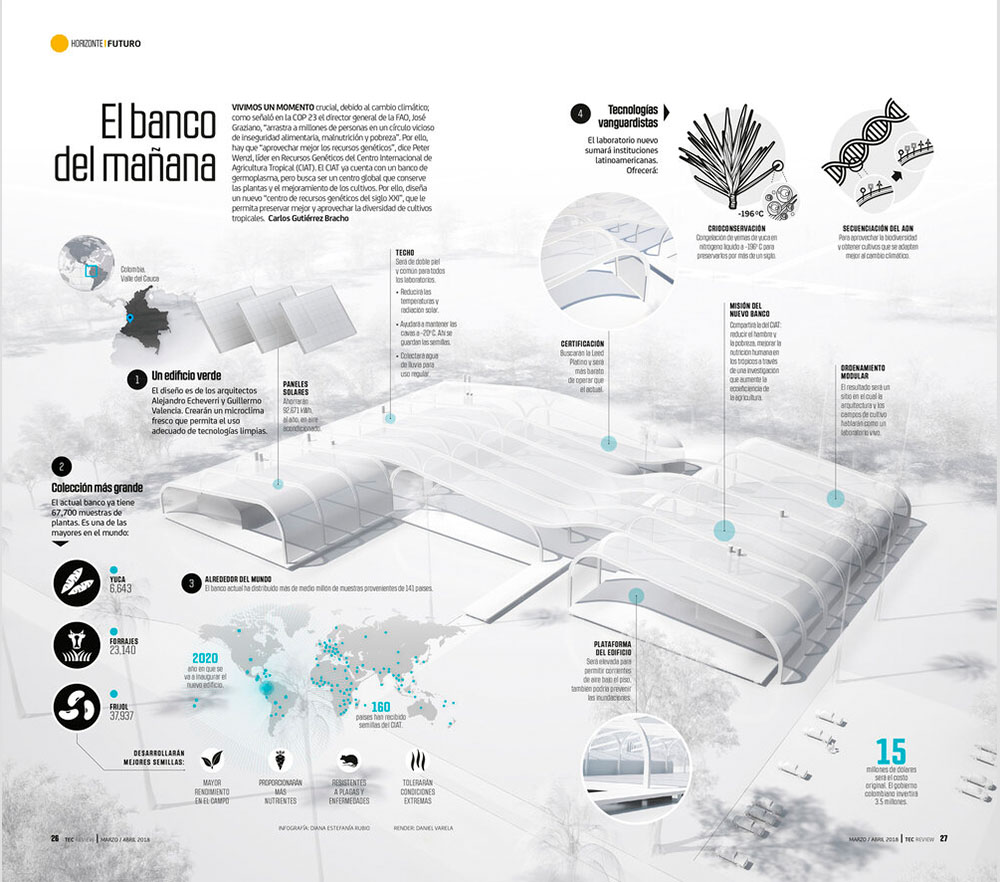 HORIZONTE | FUTURO
El banco
del mañana
VIVIMOS UN MOMENTO crucial, debido al cambio climático;
como señaló en la COP 23 el director general de la FAO, José
Graziano, “arrastra a millones de personas en un círculo vicioso
de inseguridad alimentaria, malnutrición y pobreza”. Por ello,
hay que “aprovechar mejor los recursos genéticos”, dice Peter
Wenzl, líder en Recursos Genéticos del Centro Internacional de
Agricultura Tropical (CIAT). El CIAT ya cuenta con un banco de
germoplasma, pero busca ser un centro global que conserve
las plantas y el mejoramiento de los cultivos. Por ello, diseña
un nuevo “centro de recursos genéticos del siglo XXI”, que le
permita preservar mejor y aprovechar la diversidad de cultivos
tropicales. Carlos Gutiérrez Bracho
Colombia,
Valle del Cauca
1
Un edificio verde
El diseño es de los arquitectos
Alejandro Echeverri y Guillermo
Valencia. Crearán un microclima
fresco que permita el uso
adecuado de tecnologías limpias.
PANELES
SOLARES
Ahorrarán
92,671 kWh,
al año, en aire
acondicionado.
TECHO
Será de doble piel
y común para todos
los laboratorios.
• Reducirá las
temperaturas y
radiación solar.
• Ayudará a mantener las
cavas a -20°C. Ahí se
guardan las semillas.
• Colectará agua
de lluvia para
uso regular.
2
Colección más grande
El actual banco ya tiene
67,700 muestras de
plantas. Es una de las
mayores en el mundo:
YUCA
6,643
FORRAJES
23,140
FRIJOL
37,937
DESARROLLARÁN
MEJORES SEMILLAS:
MAYOR
RENDIMIENTO
EN EL CAMPO
PROPORCIONARÁN
MÁS
NUTRIENTES
RESISTENTES
A PLAGAS Y
ENFERMEDADES
TOLERARÁN
CONDICIONES
EXTREMAS
3
ALREDEDOR DEL MUNDO
El banco actual ha distribuido más de medio millón de muestras provenientes de 141 países.
2020
año en que se
va a inaugurar el
nuevo edificio.
160
países han recibido
semillas del CIAT.
4
Tecnologías
vanguardistas
El laboratorio nuevo
sumará instituciones
latinoamericanas.
Ofrecerá:
-196°C
CRIOCONSERVACIÓN
Congelación de yemas de yuca en
nitrógeno líquido a -196° C para
preservarlos por más de un siglo.
SECUENCIACIÓN DEL ADN
Para aprovechar la biodiversidad
y obtener cultivos que se adapten
mejor al cambio climático.
CERTIFICACIÓN
Buscarán la Leed
Platino y será
más barato
de operar que
el actual.
MISIÓN DEL
NUEVO BANCO
Compartirá la del CIAT:
reducir el hambre y
la pobreza, mejorar la
nutrición humana en
los trópicos a través
de una investigación
que aumente la
ecoeficiencia de
la agricultura.
ORDENAMIENTO
MODULAR
El resultado será un
sitio en el cual la
arquitectura y los
campos de cultivo
hablarán como un
laboratorio vivo.
PLATAFORMA
DEL EDIFICIO
Será elevada para
permitir corrientes
de aire bajo el piso,
también podría prevenir
las inundaciones.
15
millones de dólares
será el costo
original. El gobierno
colombiano invertirá
3.5 millones.
INFOGRAFÍA: DIANA ESTEFANÍA RUBIO RENDER: DANIEL VARELA
26 TEC REVIEW | MARZO / ABRIL 2018
MARZO / ABRIL 2018 | TEC REVIEW 27